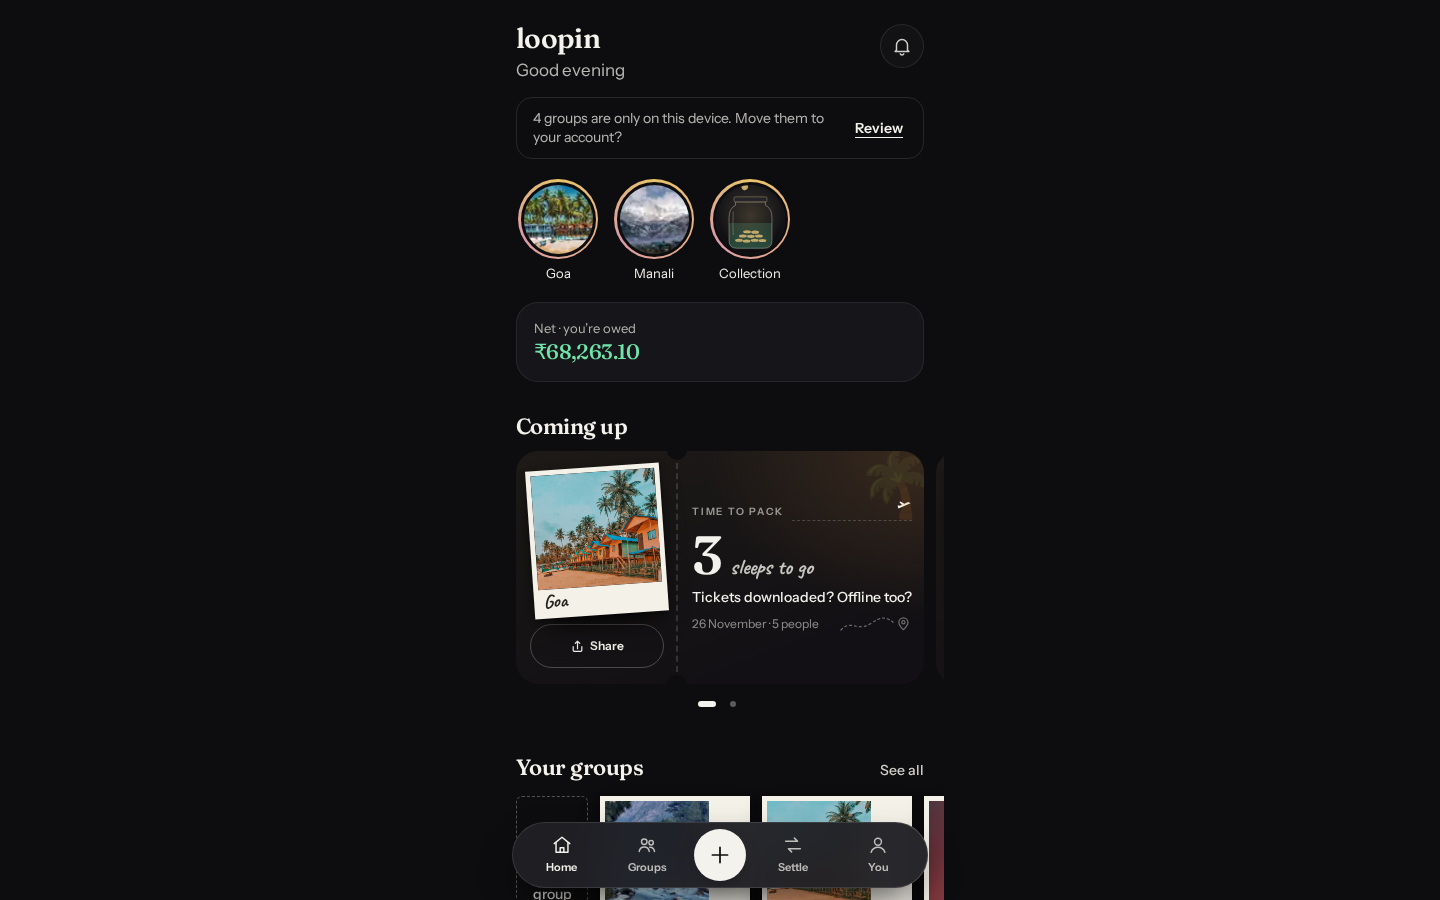 loopin
Good evening
4 groups are only on this device. Move them to
your account?
Review
Goa
Manali
Collection
Net · you're owed
₹68,263.10
Coming up
Goa
Share
TIME TO PACK
3 sleeps to go
Tickets downloaded? Offline too?
26 November · 5 people
Your groups
See all
Home
Groups
Settle
You
group